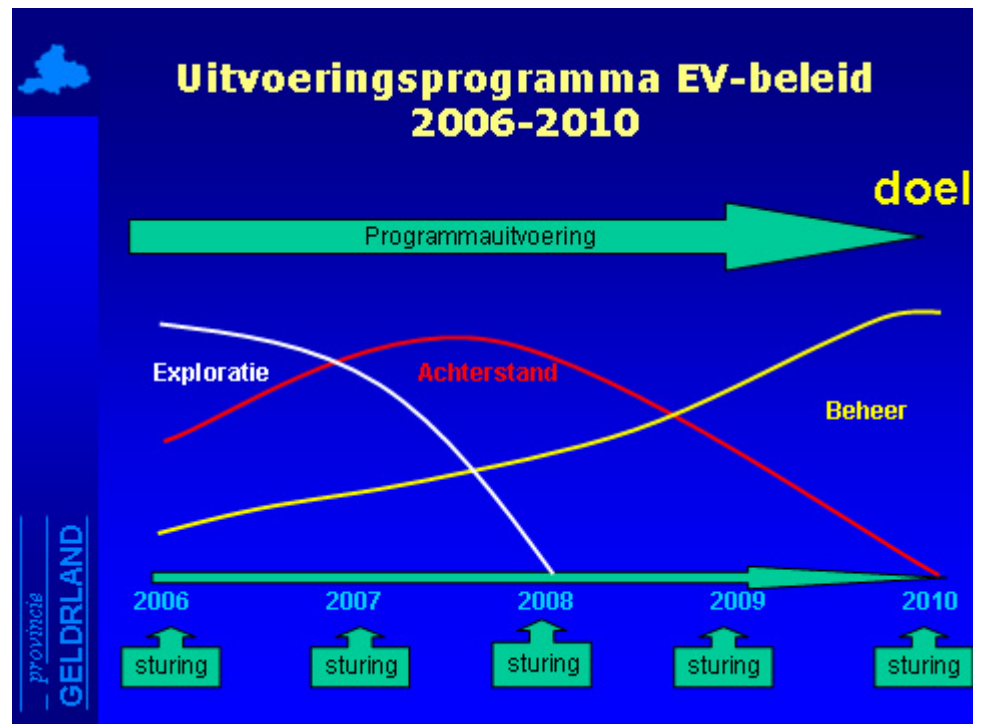 Uitvoeringsprogramma EV-beleid
2006-2010
doel
Programmauitvoering
Exploratie
Achterstand
Beheer
2006 2007 2008 2009 2010
sturing sturing sturing sturing sturing
provincie
GELDRLAND